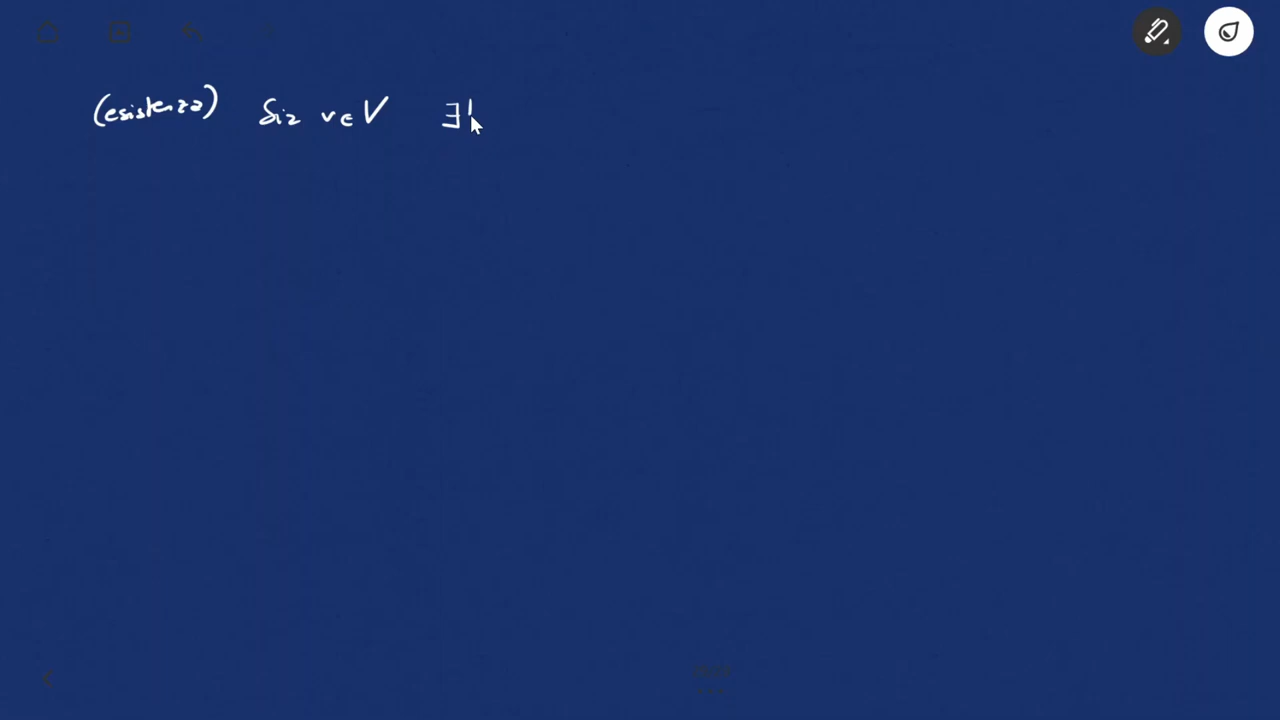 (esistenza) Sia v ∈ V ∃!